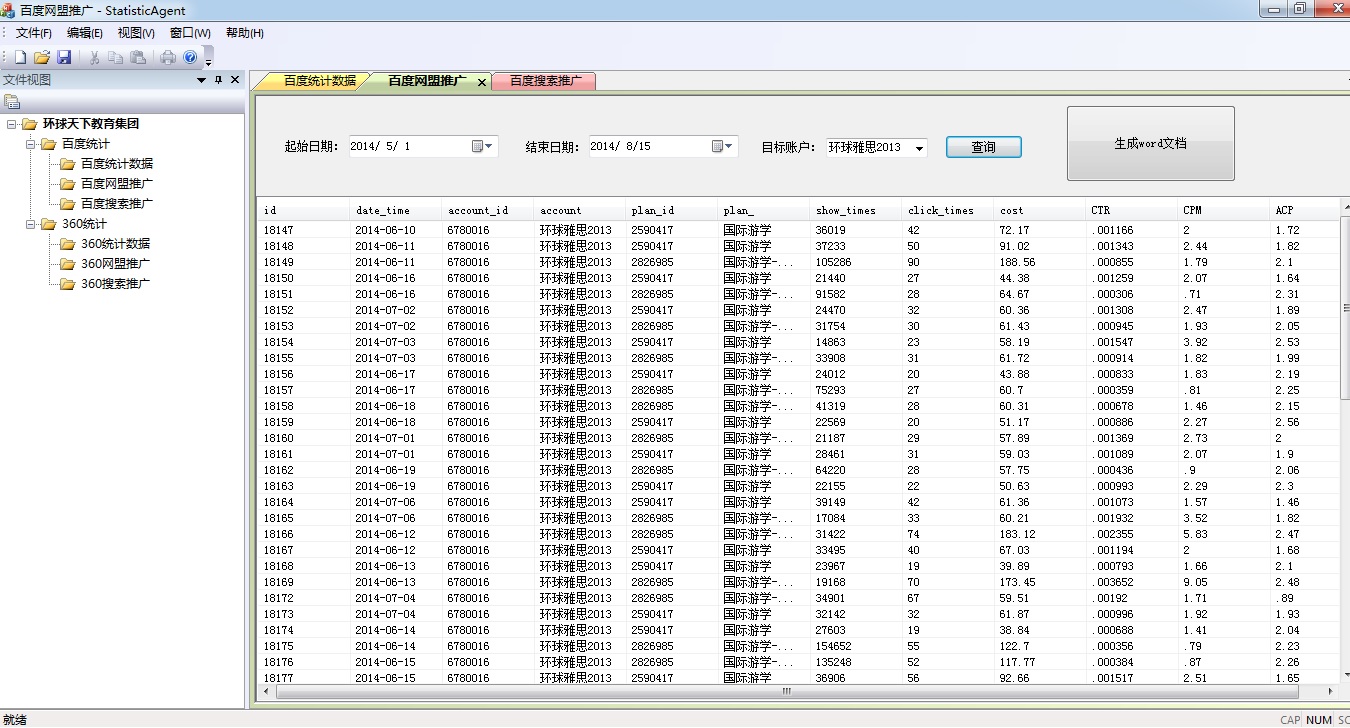 百度网盟推广 - StatisticAgent
文件(F) 编辑(E) 视图(V) 窗口(W) 帮助(H)
文件视图
环球天下教育集团
百度统计
百度统计数据
百度网盟推广
百度搜索推广
360统计
360统计数据
360网盟推广
360搜索推广
百度统计数据 百度网盟推广 百度搜索推广
起始日期: 2014/ 5/ 1 结束日期: 2014/ 8/15 目标账户: 环球雅思2013 查询 生成word文档
id date_time account_id account plan_id plan_ show_times click_times cost CTR CPM ACP
18147 2014-06-10 6780016 环球雅思2013 2590417 国际游学 36019 42 72.17 .001166 2 1.72
18148 2014-06-11 6780016 环球雅思2013 2590417 国际游学 37233 50 91.02 .001343 2.44 1.82
18149 2014-06-11 6780016 环球雅思2013 2826985 国际游学-... 105286 90 188.56 .000855 1.79 2.1
18150 2014-06-16 6780016 环球雅思2013 2590417 国际游学 21440 27 44.38 .001259 2.07 1.64
18151 2014-06-16 6780016 环球雅思2013 2826985 国际游学-... 91582 28 64.67 .000306 .71 2.31
18152 2014-07-02 6780016 环球雅思2013 2590417 国际游学 24470 32 60.36 .001308 2.47 1.89
18153 2014-07-02 6780016 环球雅思2013 2826985 国际游学-... 31754 30 61.43 .000945 1.93 2.05
18154 2014-07-03 6780016 环球雅思2013 2590417 国际游学 14863 23 58.19 .001547 3.92 2.53
18155 2014-07-03 6780016 环球雅思2013 2826985 国际游学-... 33908 31 61.72 .000914 1.82 1.99
18156 2014-06-17 6780016 环球雅思2013 2590417 国际游学 24012 20 43.88 .000833 1.83 2.19
18157 2014-06-17 6780016 环球雅思2013 2826985 国际游学-... 75293 27 60.7 .000359 .81 2.25
18158 2014-06-18 6780016 环球雅思2013 2826985 国际游学-... 41319 28 60.31 .000678 1.46 2.15
18159 2014-06-18 6780016 环球雅思2013 2590417 国际游学 22569 20 51.17 .000886 2.27 2.56
18160 2014-07-01 6780016 环球雅思2013 2826985 国际游学-... 21187 29 57.89 .001369 2.73 2
18161 2014-07-01 6780016 环球雅思2013 2590417 国际游学 28461 31 59.03 .001089 2.07 1.9
18162 2014-06-19 6780016 环球雅思2013 2826985 国际游学-... 64220 28 57.75 .000436 .9 2.06
18163 2014-06-19 6780016 环球雅思2013 2590417 国际游学 22155 22 50.63 .000993 2.29 2.3
18164 2014-07-06 6780016 环球雅思2013 2590417 国际游学 39149 42 61.36 .001073 1.57 1.46
18165 2014-07-06 6780016 环球雅思2013 2826985 国际游学-... 17084 33 60.21 .001932 3.52 1.82
18166 2014-06-12 6780016 环球雅思2013 2826985 国际游学-... 31422 74 183.12 .002355 5.83 2.47
18167 2014-06-12 6780016 环球雅思2013 2590417 国际游学 33495 40 67.03 .001194 2 1.68
18168 2014-06-13 6780016 环球雅思2013 2590417 国际游学 23967 19 39.89 .000793 1.66 2.1
18169 2014-06-13 6780016 环球雅思2013 2826985 国际游学-... 19168 70 173.45 .003652 9.05 2.48
18172 2014-07-04 6780016 环球雅思2013 2826985 国际游学-... 34901 67 59.51 .00192 1.71 .89
18173 2014-07-04 6780016 环球雅思2013 2590417 国际游学 32142 32 61.87 .000996 1.92 1.93
18174 2014-06-14 6780016 环球雅思2013 2590417 国际游学 27603 19 38.84 .000688 1.41 2.04
18175 2014-06-14 6780016 环球雅思2013 2826985 国际游学-... 154652 55 122.7 .000356 .79 2.23
18176 2014-06-15 6780016 环球雅思2013 2826985 国际游学-... 135248 52 117.77 .000384 .87 2.26
18177 2014-06-15 6780016 环球雅思2013 2590417 国际游学 36906 56 92.66 .001517 2.51 1.65
就绪 CAP NUM SC